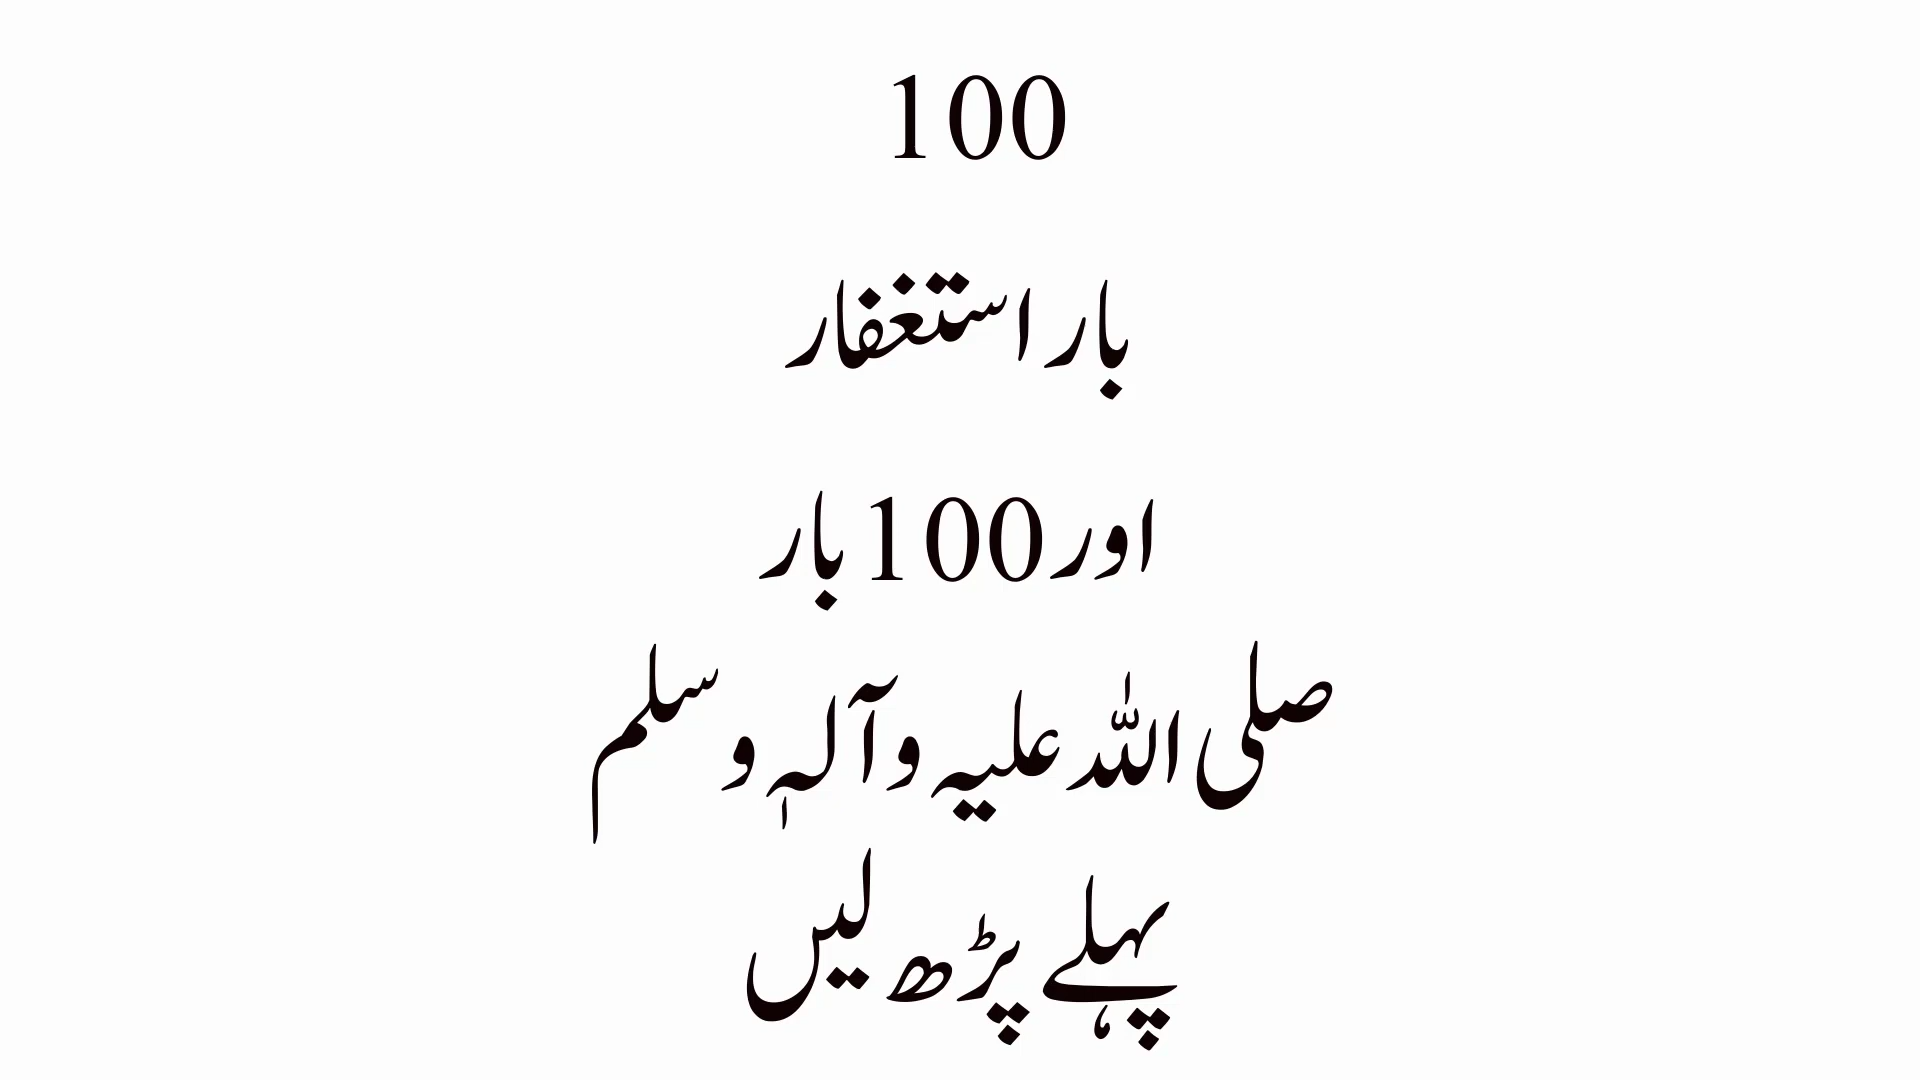 100
بار استغفار
اور 100 بار
صلی اللہ علیہ وآلہٖ وسلم
پہلے پڑھ لیں